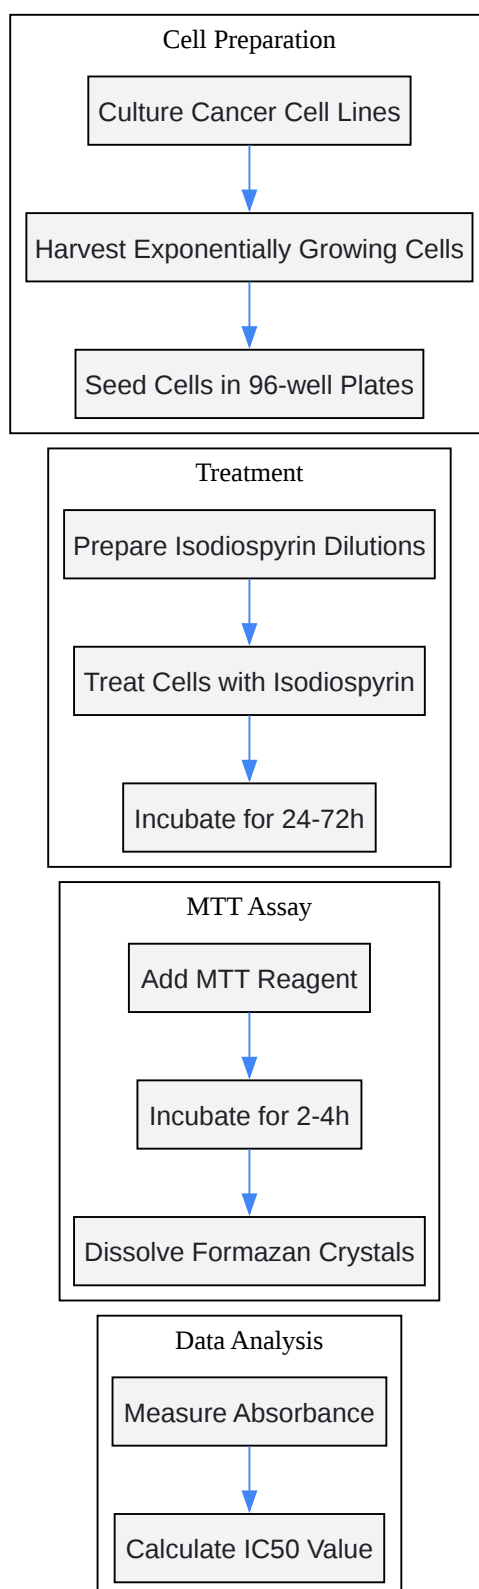 Cell Preparation
Culture Cancer Cell Lines
Harvest Exponentially Growing Cells
Seed Cells in 96-well Plates
Treatment
Prepare Isodiospyrin Dilutions
Treat Cells with Isodiospyrin
Incubate for 24-72h
MTT Assay
Add MTT Reagent
Incubate for 2-4h
Dissolve Formazan Crystals
Data Analysis
Measure Absorbance
Calculate IC50 Value